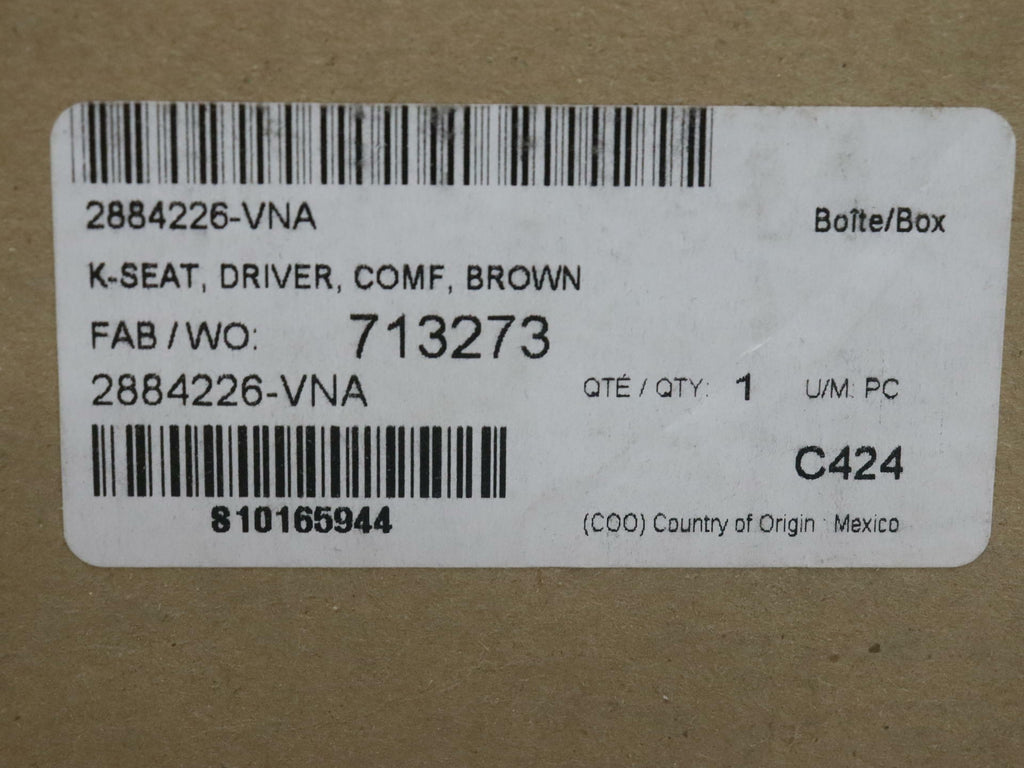 2884226-VNA
Boîte/Box
K-SEAT, DRIVER, COMF, BROWN
FAB / WO: 713273
2884226-VNA
QTÉ / QTY: 1 U/M: PC
C424
810165944
(COO) Country of Origin : Mexico